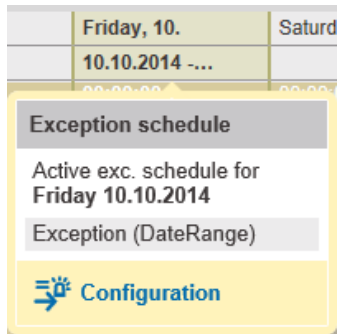 Friday, 10.
Saturd
10.10.2014 -...
Exception schedule
Active exc. schedule for
Friday 10.10.2014
Exception (DateRange)
Configuration